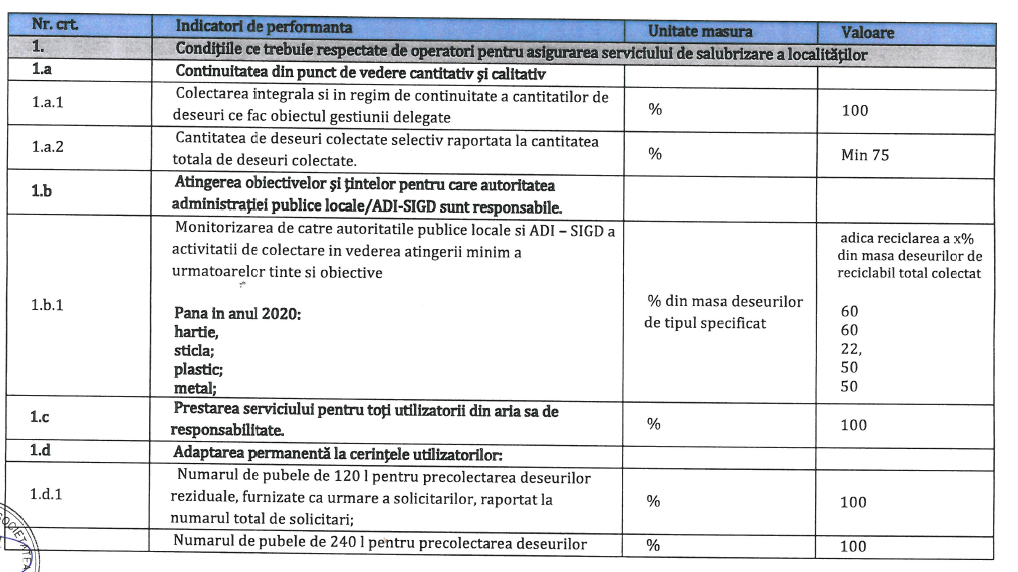 Nr. crt. Indicatori de performanta Unitate masura Valoare
1. Condițiile ce trebuie respectate de operatori pentru asigurarea serviciului de salubrizare a localităților
1.a Continuitatea din punct de vedere cantitativ și calitativ
1.a.1 Colectarea integrala si in regim de continuitate a cantitatilor de
deseuri ce fac obiectul gestiunii delegate % 100
1.a.2 Cantitatea de deseuri colectate selectiv raportata la cantitatea
totala de deseuri colectate. % Min 75
1.b Atingerea obiectivelor și țintelor pentru care autoritatea
administrației publice locale/ADI-SIGD sunt responsabile.
1.b.1 Monitorizarea de catre autoritatile publice locale si ADI – SIGD a
activitatii de colectare in vederea atingerii minim a
urmatoarelor tinte si obiective
Pana in anul 2020:
hartie,
sticla;
plastic;
metal;
% din masa deseurilor
de tipul specificat
adica reciclarea a x%
din masa deseurilor de
reciclabil total colectat
60
60
22,
50
50
1.c Prestarea serviciului pentru toți utilizatorii din aria sa de
responsabilitate. % 100
1.d Adaptarea permanentă la cerințele utilizatorilor:
1.d.1 Numarul de pubele de 120 l pentru precolectarea deseurilor
reziduale, furnizate ca urmare a solicitarilor, raportat la
numarul total de solicitari; % 100
Numarul de pubele de 240 l pentru precolectarea deseurilor % 100
SOCIETATEA